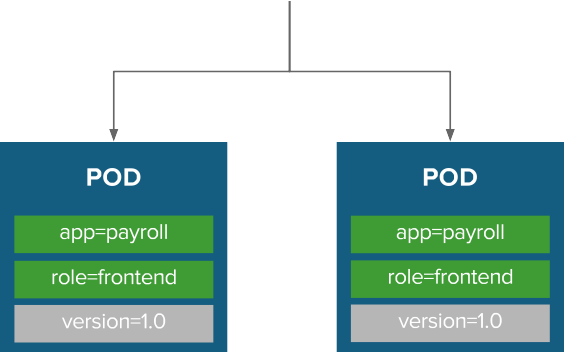 POD
app=payroll
role=frontend
version=1.0
POD
app=payroll
role=frontend
version=1.0